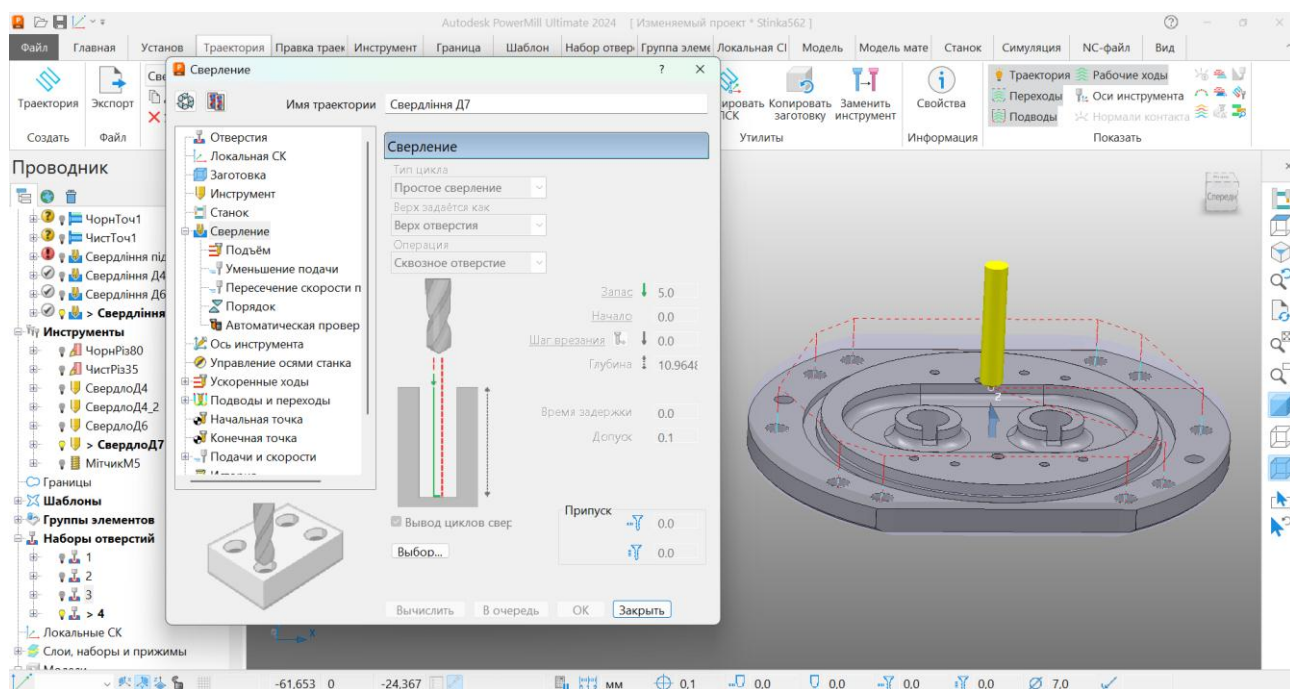 Autodesk PowerMill Ultimate 2024 [ Изменяемый проект * Stinka562 ]
Файл Главная Установ Траектория Правка траек Инструмент Граница Шаблон Набор отвер Группа элеме Локальная СІ Модель Модель мате Станок Симуляция NC-файл Вид
Траектория
Создать
Экспорт
Файл
Све
ировать Копировать Заменить
ПСК заготовку инструмент
Утилиты
Свойства
Информация
Траектория Рабочие ходы
Переходы Оси инструмента
Подводы Нормали контакта
Показать
Проводник
ЧорнТоч1
ЧистТоч1
Свердління під
Свердління Д4
Свердління Д6
> Свердління
Инструменты
ЧорнРіз80
ЧистРіз35
СвердлоД4
СвердлоД4_2
СвердлоД6
> СвердлоД7
МітчикМ5
Границы
Шаблоны
Группы элементов
Наборы отверстий
1
2
3
> 4
Локальные СК
Слои, наборы и прижимы
Сверление
? ×
Имя траектории Свердління Д7
Отверстия
Локальная СК
Заготовка
Инструмент
Станок
Сверление
Подъём
Уменьшение подачи
Пересечение скорости п
Порядок
Автоматическая провер
Ось инструмента
Управление осями станка
Ускоренные ходы
Подводы и переходы
Начальная точка
Конечная точка
Подачи и скорости
Сверление
Тип цикла
Простое сверление
Верх задаётся как
Верх отверстия
Операция
Сквозное отверстие
Запас 5.0
Начало 0.0
Шаг врезания 0.0
Глубина 10.9648
Время задержки 0.0
Допуск 0.1
Припуск
0.0
0.0
Вывод циклов свер
Выбор...
Вычислить В очередь ОК Закрыть
Спереди
Z
X
-61,653 0 -24,367 мм 0,1 0,0 0,0 0,0 0,0 7,0